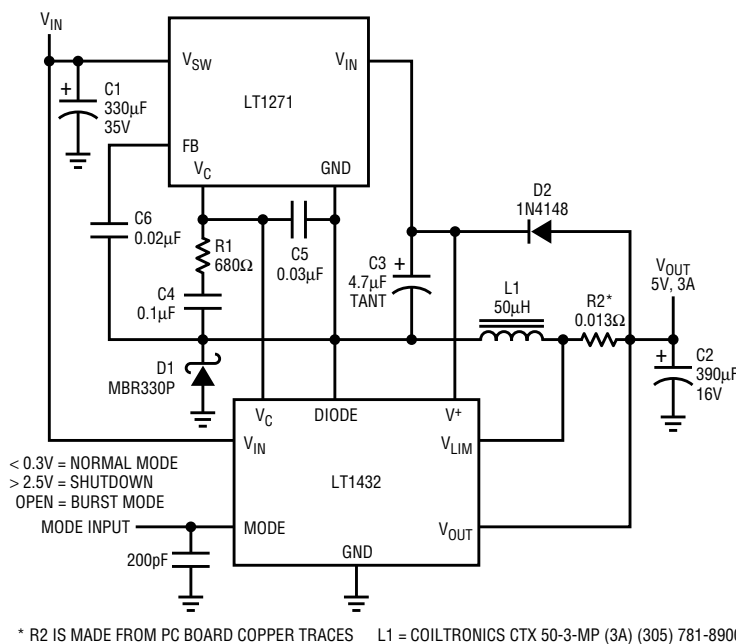 VIN
C1
330µF
35V
+
VSW
VIN
LT1271
FB
VC
GND
C6
0.02µF
R1
680Ω
C5
0.03µF
C4
0.1µF
C3
4.7µF
TANT
+
D2
1N4148
L1
50µH
R2*
0.013Ω
VOUT
5V, 3A
+
C2
390µF
16V
D1
MBR330P
VC
DIODE
V+
VIN
VLIM
LT1432
< 0.3V = NORMAL MODE
> 2.5V = SHUTDOWN
OPEN = BURST MODE
MODE INPUT
MODE
VOUT
200pF
GND
* R2 IS MADE FROM PC BOARD COPPER TRACES L1 = COILTRONICS CTX 50-3-MP (3A) (305) 781-8900